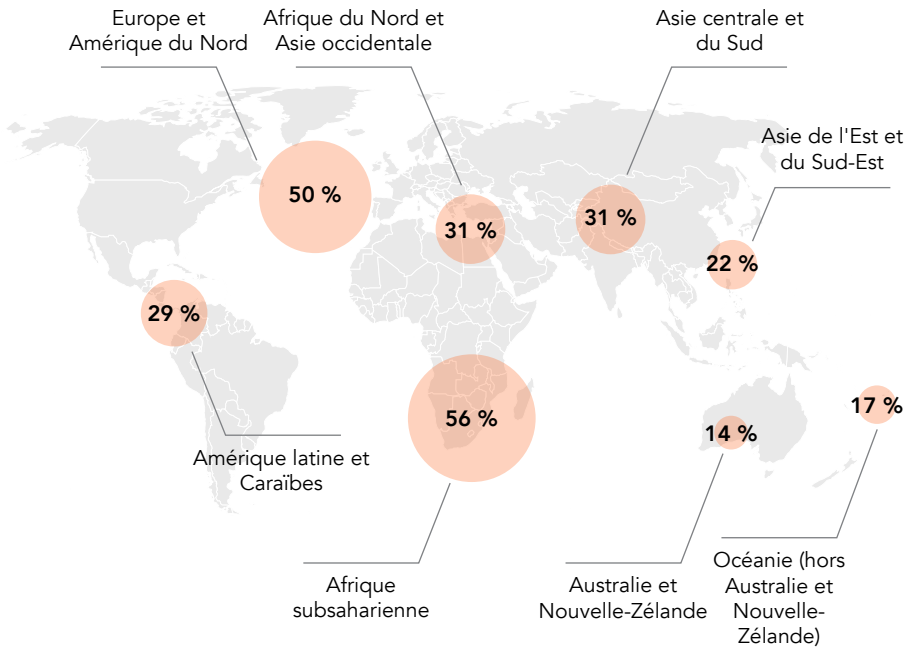 Europe et
Amérique du Nord
Afrique du Nord et
Asie occidentale
Asie centrale et
du Sud
Asie de l'Est et
du Sud-Est
50 %
31 %
31 %
22 %
29 %
56 %
14 %
17 %
Amérique latine et
Caraïbes
Afrique
subsaharienne
Australie et
Nouvelle-Zélande
Océanie (hors
Australie et
Nouvelle-
Zélande)